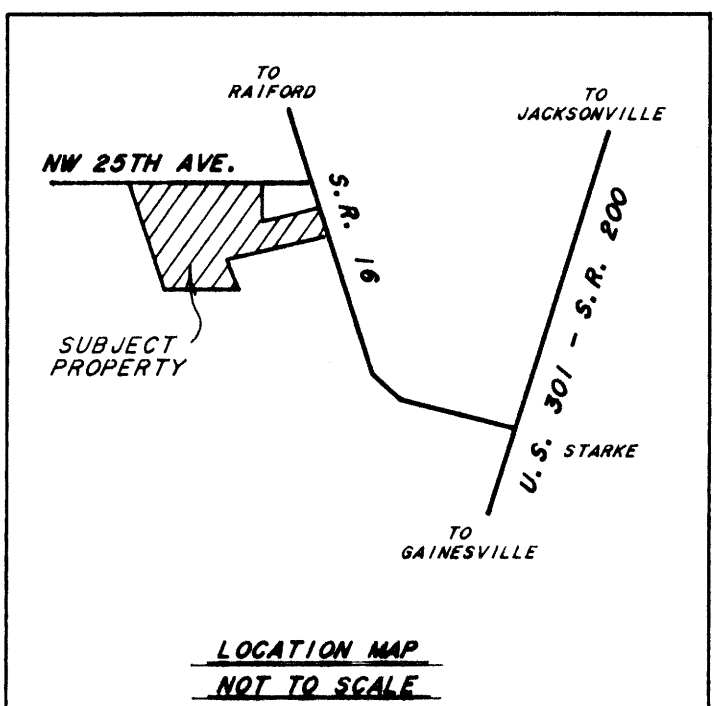 TO
RAIFORD
TO
JACKSONVILLE
NW 25TH AVE.
S.R. 16
U.S. 301 - S.R. 200
SUBJECT
PROPERTY
STARKE
TO
GAINESVILLE
LOCATION MAP
NOT TO SCALE